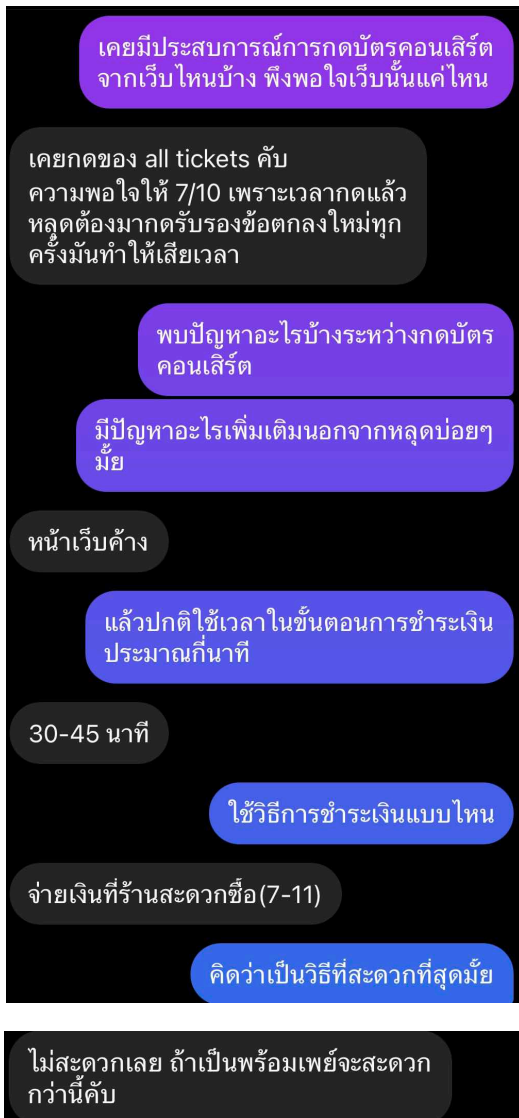 เคยมีประสบการณ์การกดบัตรคอนเสิร์ต
จากเว็บไหนบ้าง พึงพอใจเว็บนั้นแค่ไหน
เคยกดของ all tickets คับ
ความพอใจให้ 7/10 เพราะเวลากดแล้ว
หลุดต้องมากดรับรองข้อตกลงใหม่ทุก
ครั้งมันทำให้เสียเวลา
พบปัญหาอะไรบ้างระหว่างกดบัตร
คอนเสิร์ต
มีปัญหาอะไรเพิ่มเติมนอกจากหลุดบ่อยๆ
มั้ย
หน้าเว็บค้าง
แล้วปกติใช้เวลาในขั้นตอนการชำระเงิน
ประมาณกี่นาที
30-45 นาที
ใช้วิธีการชำระเงินแบบไหน
จ่ายเงินที่ร้านสะดวกซื้อ(7-11)
คิดว่าเป็นวิธีที่สะดวกที่สุดมั้ย
ไม่สะดวกเลย ถ้าเป็นพร้อมเพย์จะสะดวก
กว่านี้คับ